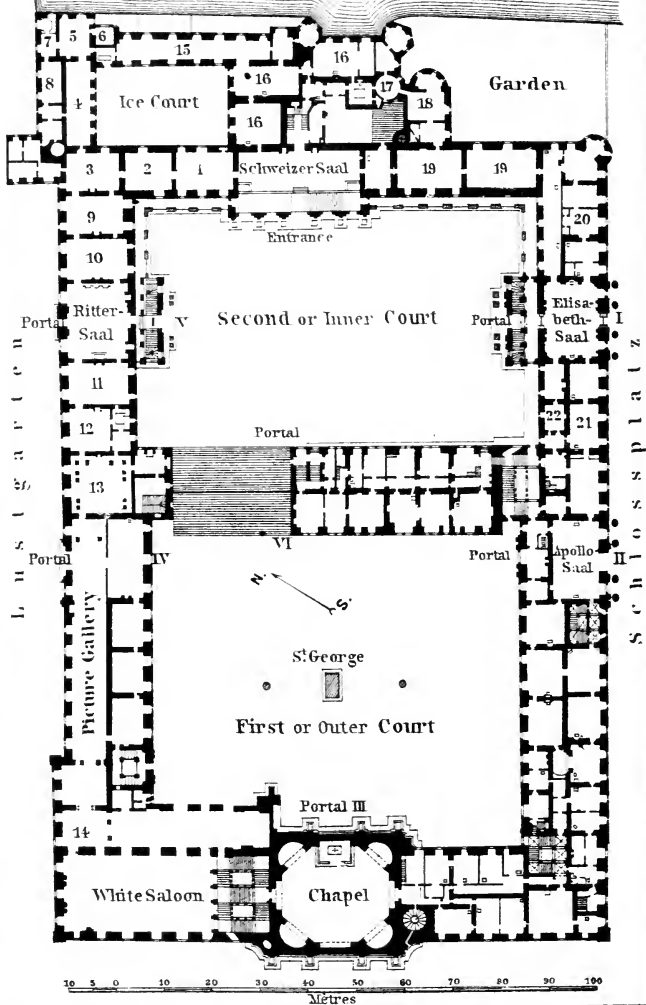 7 5 6 15 16
8 4 Ice Court 16 17 18 Garden
16
3 2 1 Schweizer Saal 19 19
9 Entrance 20
10
Portal Ritter-Saal V Second or Inner Court Portal I Elisa-beth-Saal I
11
12 Portal 22 21
13
Portal IV VI Portal Apollo Saal II
N. S.
Lustgarten
Schlossplatz
Picture Gallery
St George
First or Outer Court
Portal III
14
White Saloon Chapel
10 5 0 10 20 30 40 50 60 70 80 90 100
Mètres